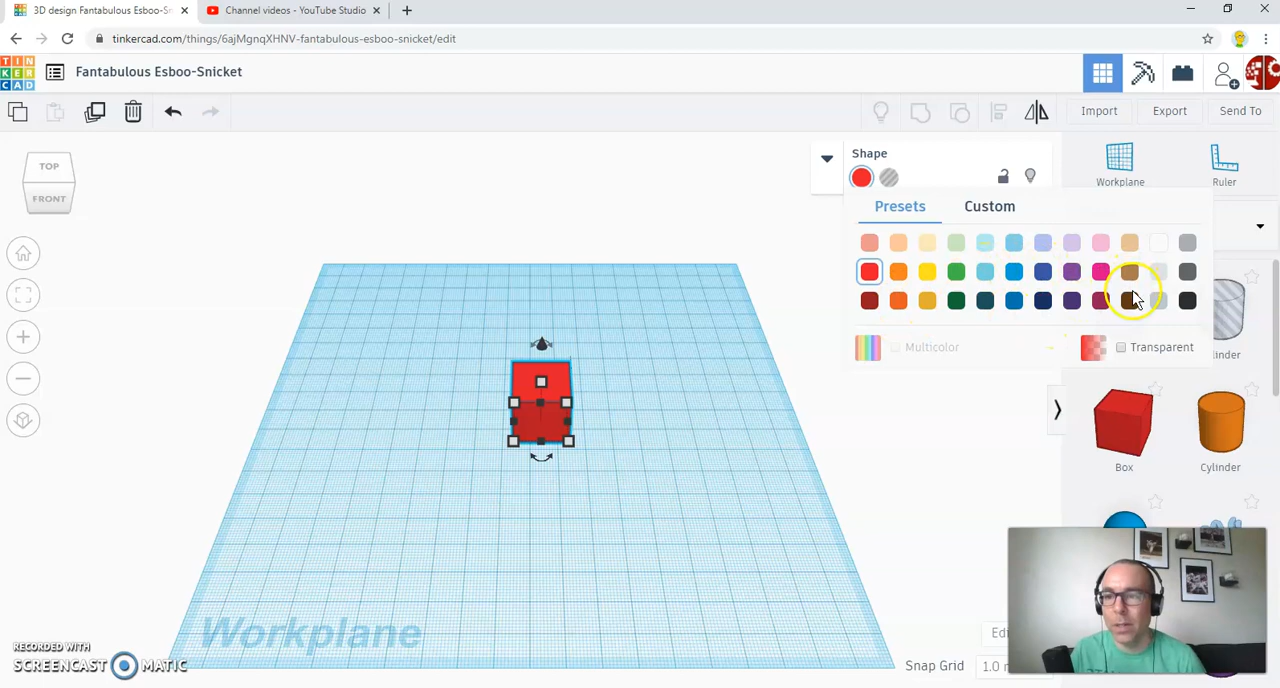 3D design Fantabulous Esboo-Sn
Channel videos - YouTube Studio
tinkercad.com/things/6ajMgnqXHNV-fantabulous-esboo-snicket/edit
TIN
KER
CAD
Fantabulous Esboo-Snicket
Import
Export
Send To
TOP
FRONT
Shape
Workplane
Ruler
Presets
Custom
Multicolor
Transparent
Box
Cylinder
Workplane
Snap Grid
1.0
RECORDED WITH
SCREENCAST MATIC